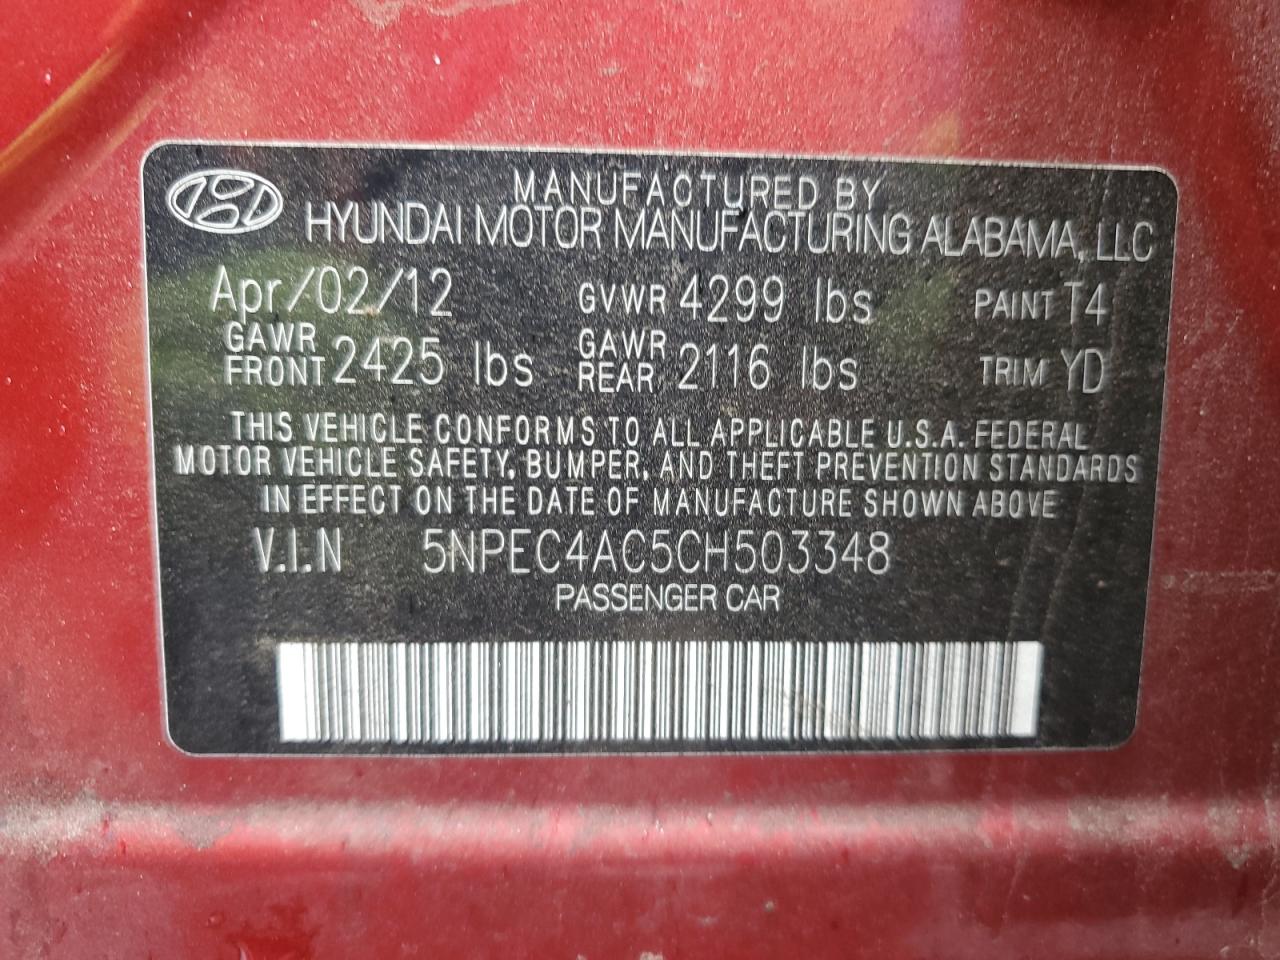 MANUFACTURED BY
HYUNDAI MOTOR MANUFACTURING ALABAMA, LLC
Apr/02/12 GVWR 4299 lbs PAINT T4
GAWR FRONT 2425 lbs GAWR REAR 2116 lbs TRIM YD
THIS VEHICLE CONFORMS TO ALL APPLICABLE U.S.A. FEDERAL
MOTOR VEHICLE SAFETY, BUMPER, AND THEFT PREVENTION STANDARDS
IN EFFECT ON THE DATE OF MANUFACTURE SHOWN ABOVE
V.I.N 5NPEC4AC5CH503348
PASSENGER CAR